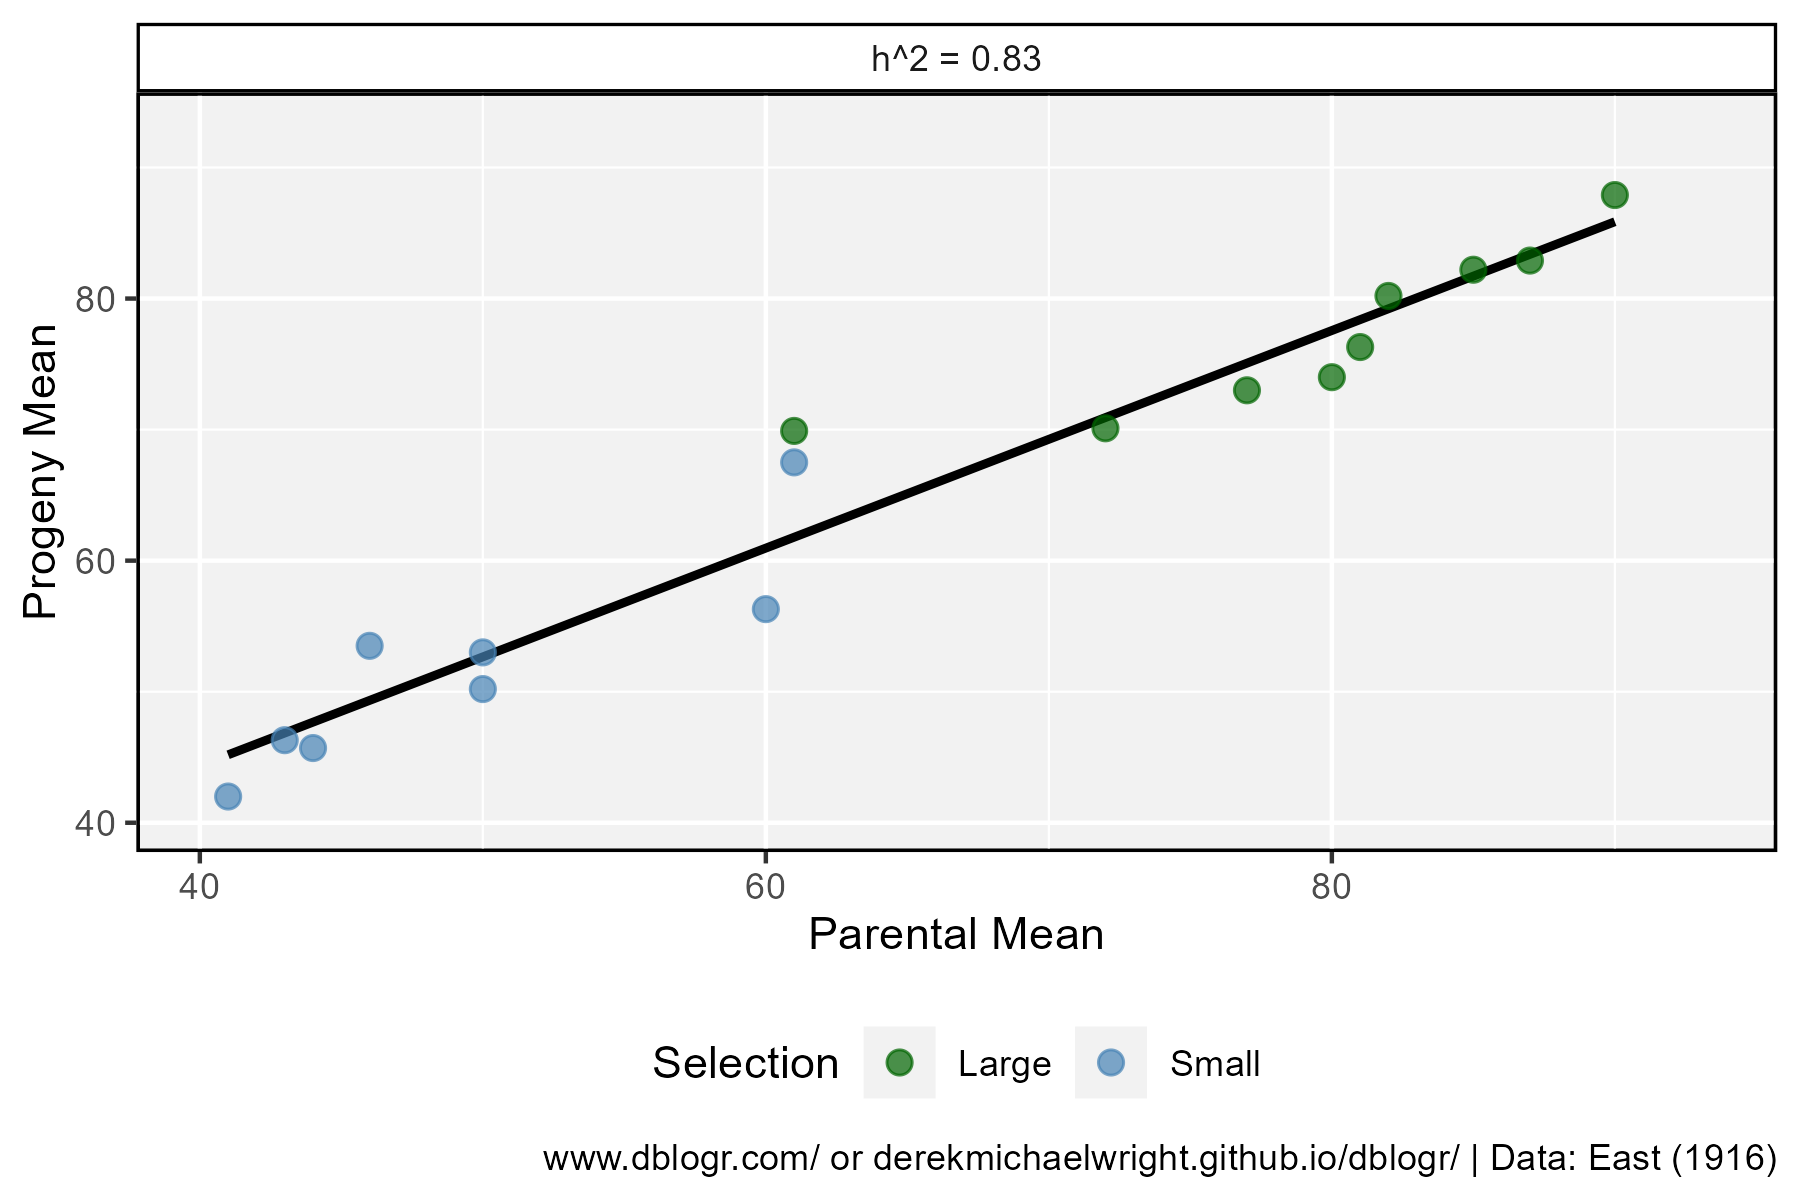 h^2 = 0.83
Progeny Mean
80
60
40
40 60 80
Parental Mean
Selection Large Small
www.dblogr.com/ or derekmichaelwright.github.io/dblogr/ | Data: East (1916)